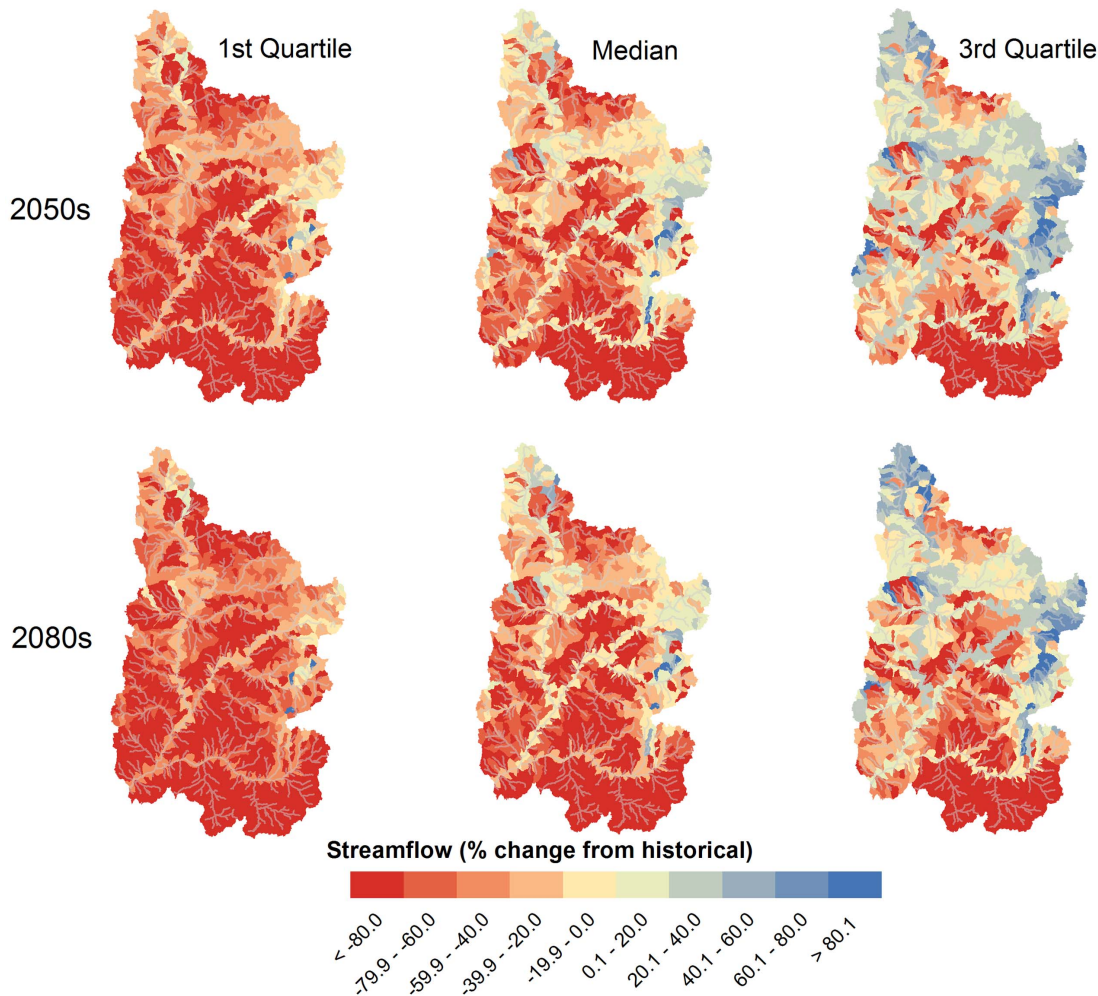 1st Quartile
Median
3rd Quartile
2050s
2080s
Streamflow (% change from historical)
< -80.0
-79.9 - -60.0
-59.9 - -40.0
-39.9 - -20.0
-19.9 - 0.0
0.1 - 20.0
20.1 - 40.0
40.1 - 60.0
60.1 - 80.0
> 80.1